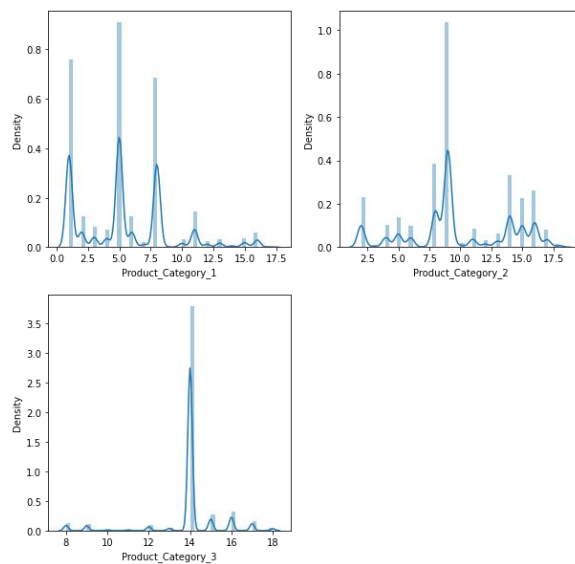 0.8
0.6
0.4
0.2
0.0
Density
0.0 2.5 5.0 7.5 10.0 12.5 15.0 17.5
Product_Category_1
1.0
0.8
0.6
0.4
0.2
0.0
Density
2.5 5.0 7.5 10.0 12.5 15.0 17.5
Product_Category_2
3.5
3.0
2.5
2.0
1.5
1.0
0.5
0.0
Density
8 10 12 14 16 18
Product_Category_3